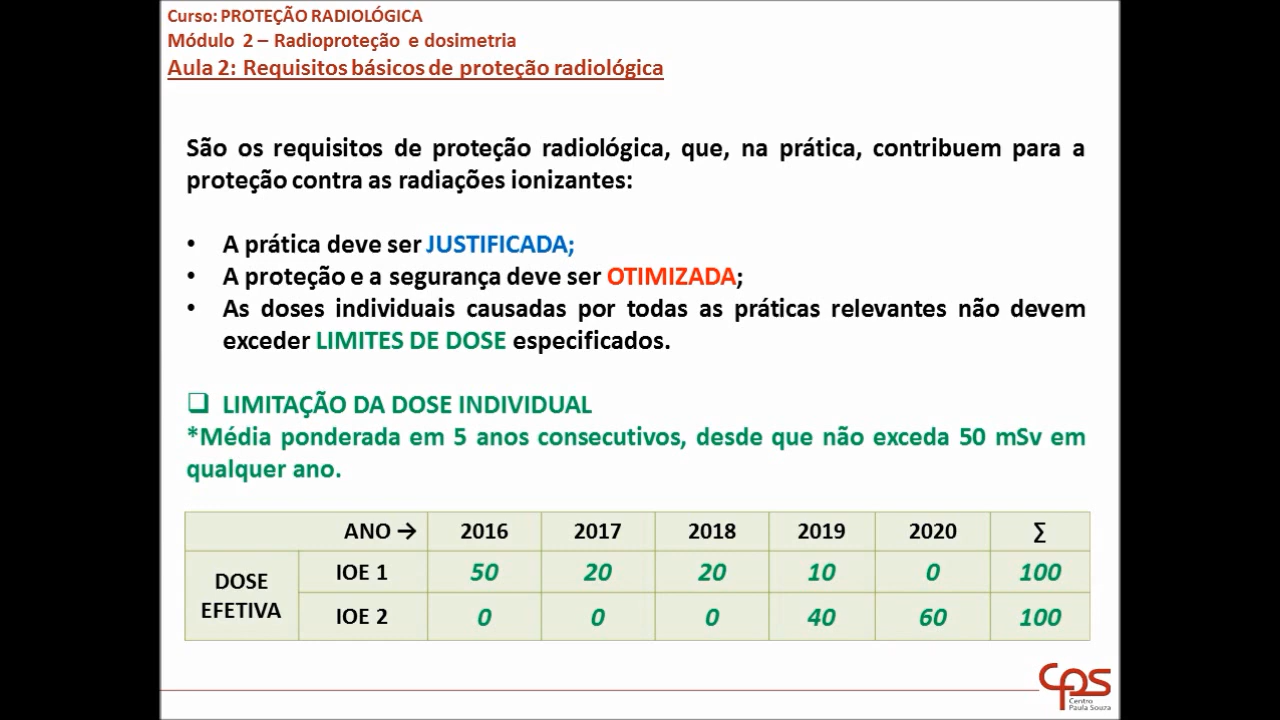 Curso: PROTEÇÃO RADIOLÓGICA
Módulo 2 – Radioproteção e dosimetria
Aula 2: Requisitos básicos de proteção radiológica
São os requisitos de proteção radiológica, que, na prática, contribuem para a
proteção contra as radiações ionizantes:
• A prática deve ser JUSTIFICADA;
• A proteção e a segurança deve ser OTIMIZADA;
• As doses individuais causadas por todas as práticas relevantes não devem
exceder LIMITES DE DOSE especificados.
❑ LIMITAÇÃO DA DOSE INDIVIDUAL
*Média ponderada em 5 anos consecutivos, desde que não exceda 50 mSv em
qualquer ano.
ANO → 2016 2017 2018 2019 2020 ∑
DOSE EFETIVA
IOE 1 50 20 20 10 0 100
IOE 2 0 0 0 40 60 100
cps
Centro
Paula Souza